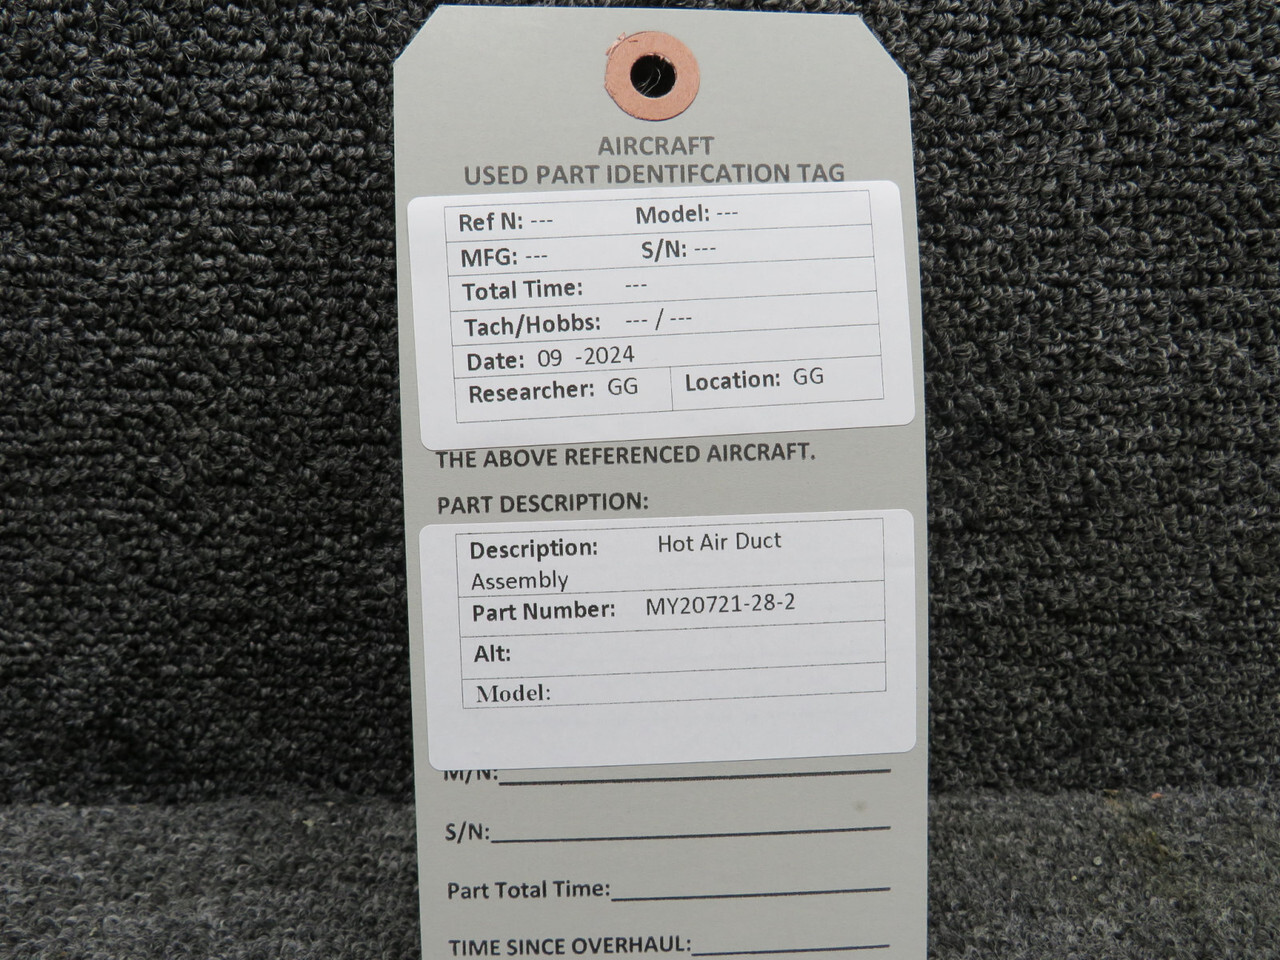 AIRCRAFT
USED PART IDENTIFCATION TAG
Ref N: --- Model: ---
MFG: --- S/N: ---
Total Time: ---
Tach/Hobbs: --- / ---
Date: 09 -2024
Researcher: GG Location: GG
THE ABOVE REFERENCED AIRCRAFT.
PART DESCRIPTION:
Description: Hot Air Duct
Assembly
Part Number: MY20721-28-2
Alt:
Model:
M/N:
S/N:
Part Total Time:
TIME SINCE OVERHAUL: